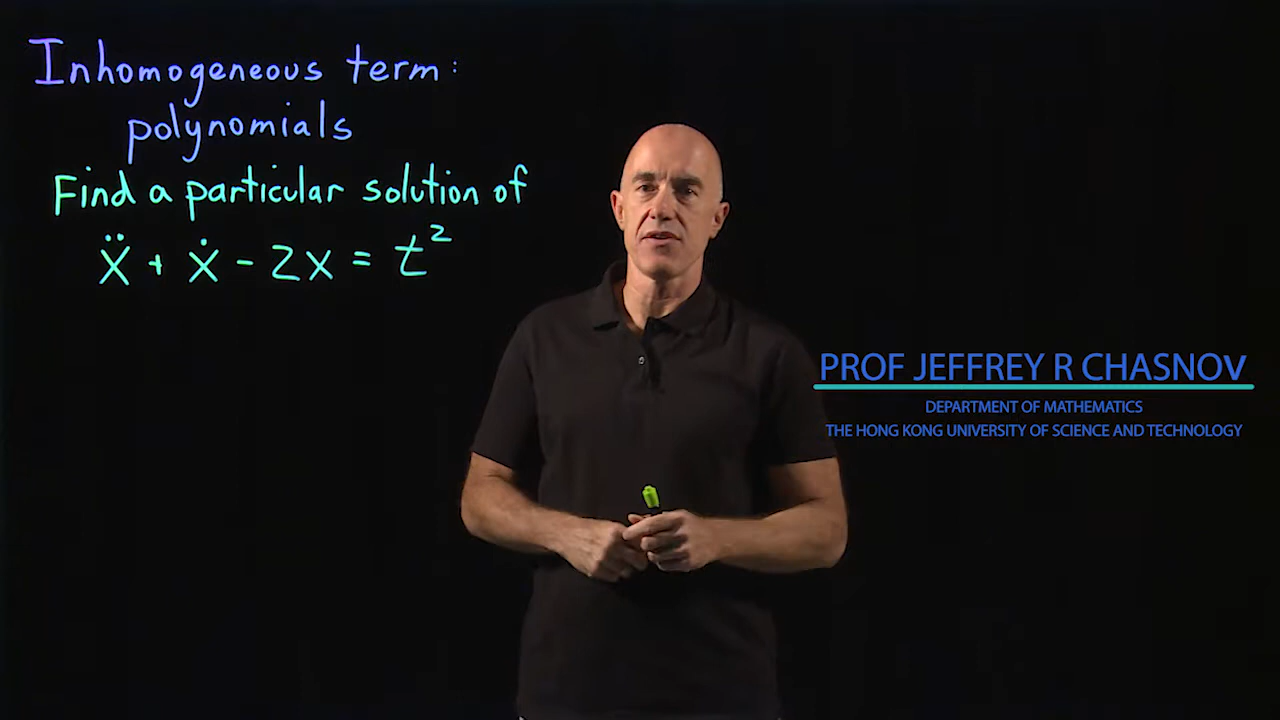 Inhomogeneous term:
polynomials
Find a particular solution of
ẍ + ẋ - 2x = t²
PROF JEFFREY R CHASNOV
DEPARTMENT OF MATHEMATICS
THE HONG KONG UNIVERSITY OF SCIENCE AND TECHNOLOGY